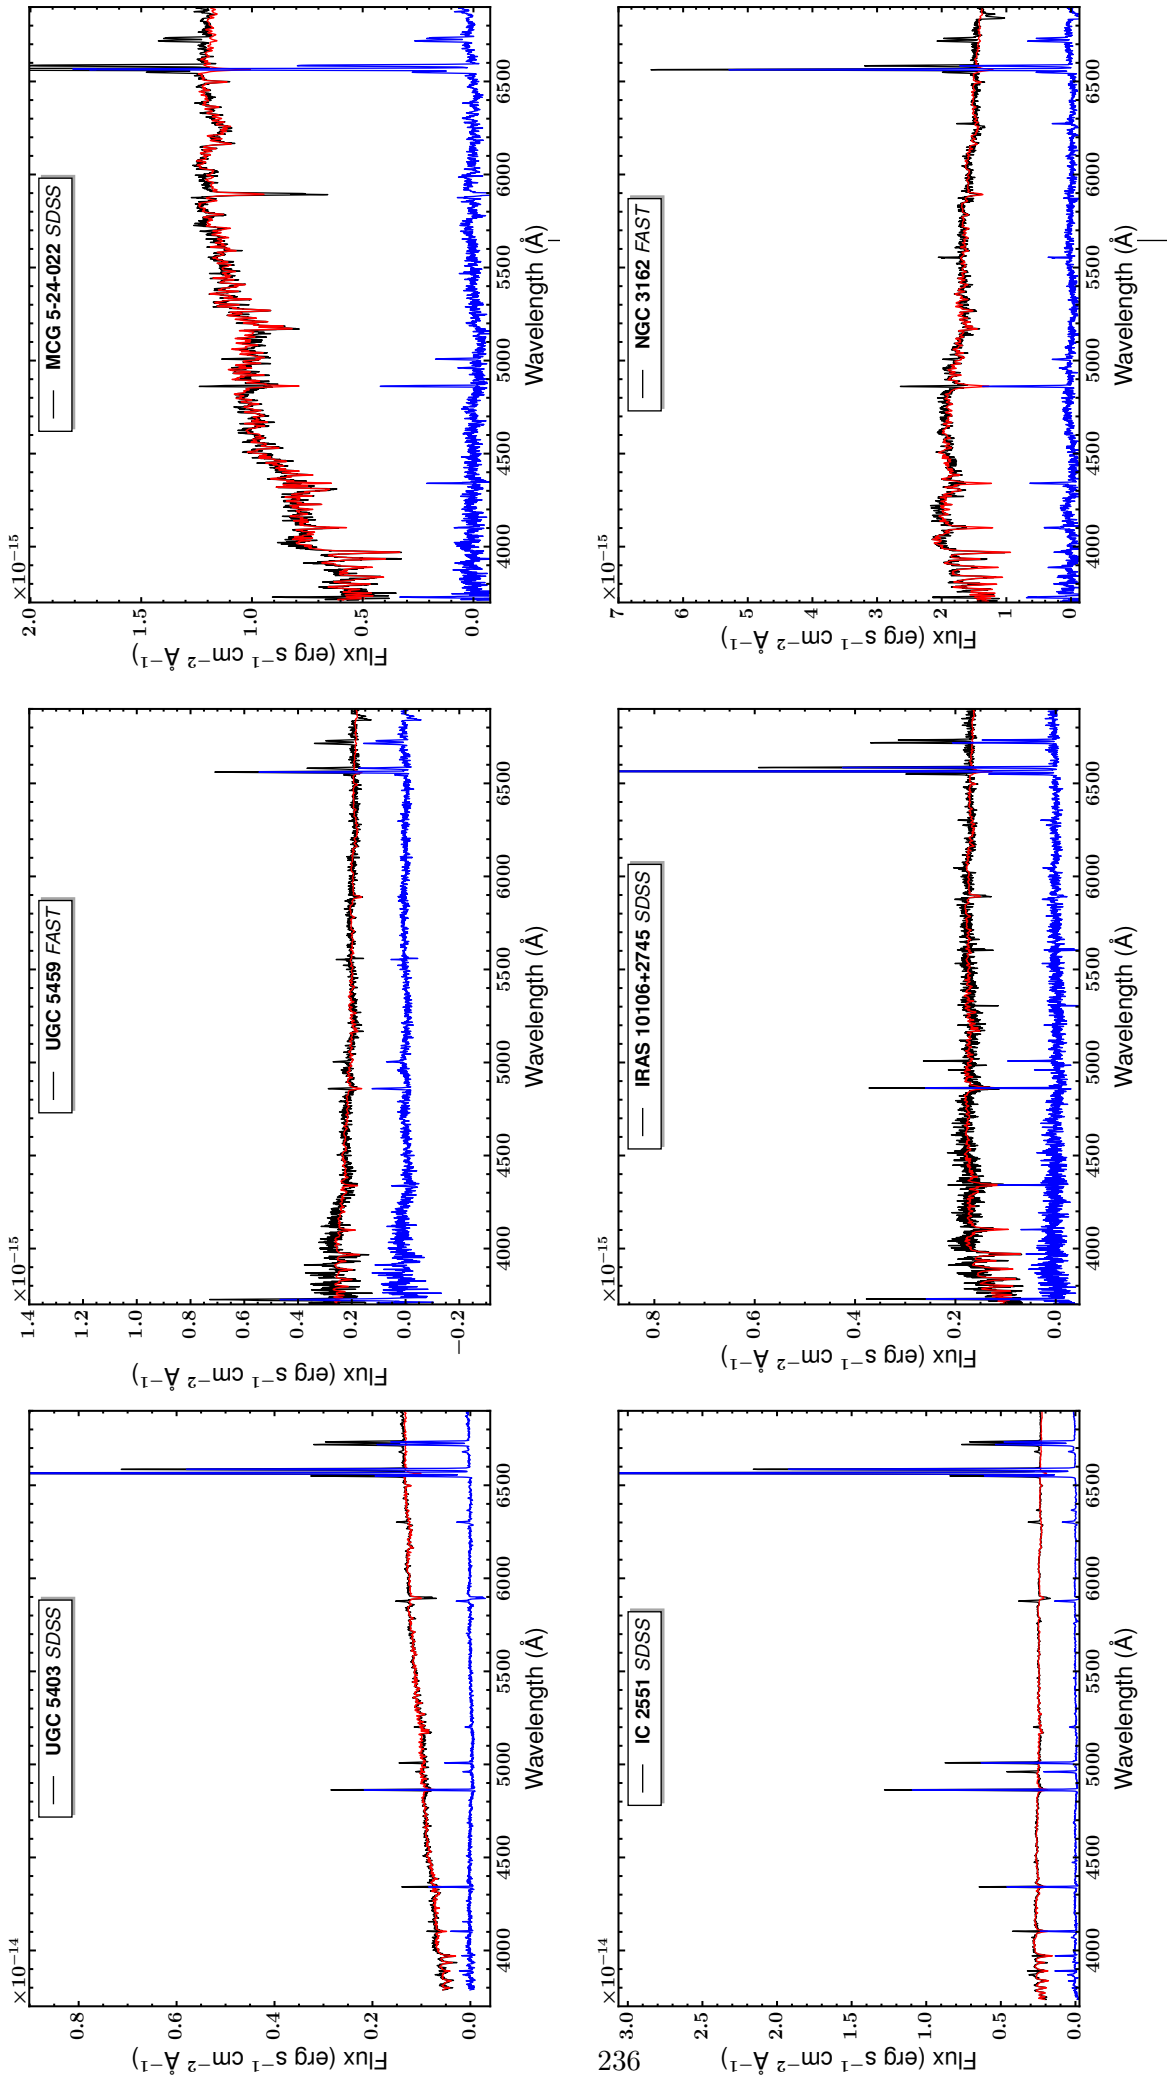 ×10⁻¹⁴
UGC 5403 SDSS
Flux (erg s⁻¹ cm⁻² Å⁻¹)
0.8
0.6
0.4
0.2
0.0
4000 4500 5000 5500 6000 6500
Wavelength (Å)
×10⁻¹⁵
UGC 5459 FAST
Flux (erg s⁻¹ cm⁻² Å⁻¹)
1.4
1.2
1.0
0.8
0.6
0.4
0.2
0.0
−0.2
4000 4500 5000 5500 6000 6500
Wavelength (Å)
×10⁻¹⁵
MCG 5-24-022 SDSS
Flux (erg s⁻¹ cm⁻² Å⁻¹)
2.0
1.5
1.0
0.5
0.0
4000 4500 5000 5500 6000 6500
Wavelength (Å)
×10⁻¹⁴
IC 2551 SDSS
Flux (erg s⁻¹ cm⁻² Å⁻¹)
3.0
2.5
2.0
1.5
1.0
0.5
0.0
4000 4500 5000 5500 6000 6500
Wavelength (Å)
×10⁻¹⁵
IRAS 10106+2745 SDSS
Flux (erg s⁻¹ cm⁻² Å⁻¹)
0.8
0.6
0.4
0.2
0.0
4000 4500 5000 5500 6000 6500
Wavelength (Å)
×10⁻¹⁵
NGC 3162 FAST
Flux (erg s⁻¹ cm⁻² Å⁻¹)
7
6
5
4
3
2
1
0
4000 4500 5000 5500 6000 6500
Wavelength (Å)
236